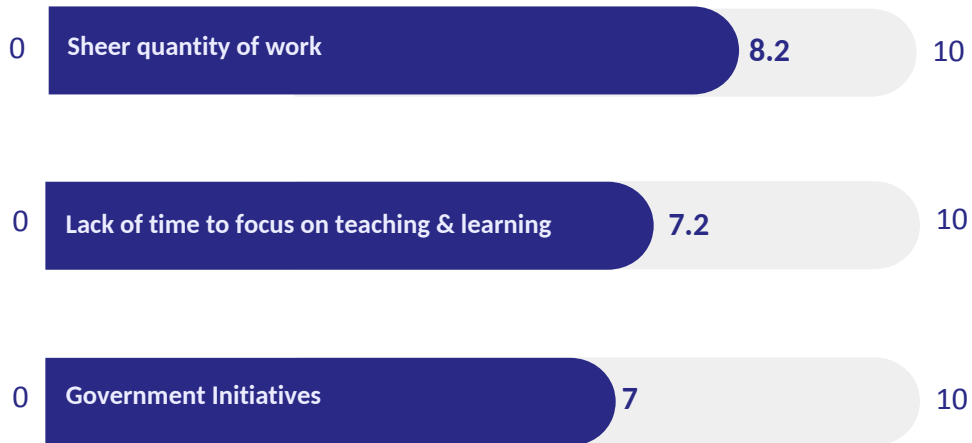 0 Sheer quantity of work 8.2 10
0 Lack of time to focus on teaching & learning 7.2 10
0 Government Initiatives 7 10